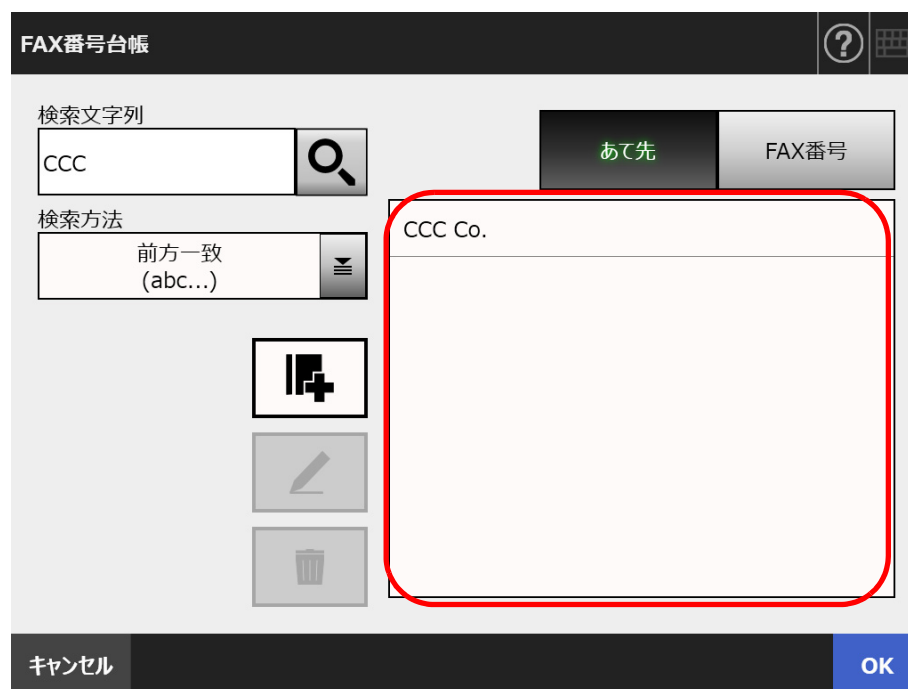 FAX番号台帳
?
検索文字列
CCC
検索方法
前方一致
(abc...)
あて先
FAX番号
CCC Co.
キャンセル
OK